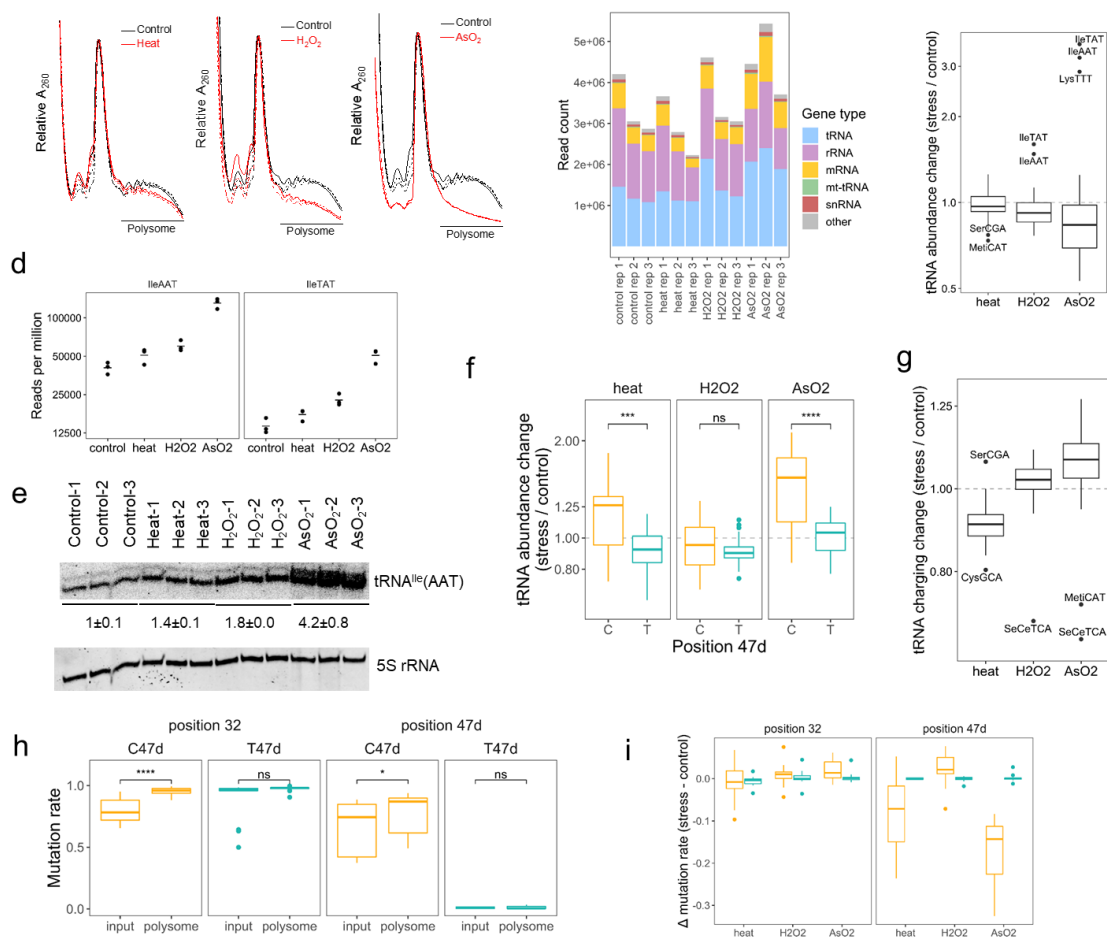 Control
Heat
Relative A260
Polysome
Control
H2O2
Relative A260
Polysome
Control
AsO2
Relative A260
Polysome
Read count
5e+06
4e+06
3e+06
2e+06
1e+06
control rep 1
control rep 2
control rep 3
heat rep 1
heat rep 2
heat rep 3
H2O2 rep 1
H2O2 rep 2
H2O2 rep 3
AsO2 rep 1
AsO2 rep 2
AsO2 rep 3
Gene type
tRNA
rRNA
mRNA
mt-tRNA
snRNA
other
tRNA abundance change (stress / control)
3.0
2.0
1.0
0.5
IleTAT
IleAAT
LysTTT
IleTAT
IleAAT
SerCGA
MetiCAT
heat H2O2 AsO2
d
IleAAT IleTAT
Reads per million
100000
50000
25000
12500
control heat H2O2 AsO2 control heat H2O2 AsO2
e
Control-1
Control-2
Control-3
Heat-1
Heat-2
Heat-3
H2O2-1
H2O2-2
H2O2-3
AsO2-1
AsO2-2
AsO2-3
tRNAIle(AAT)
1±0.1 1.4±0.1 1.8±0.0 4.2±0.8
5S rRNA
f
heat H2O2 AsO2
*** ns ****
tRNA abundance change
(stress / control)
2.00
1.25
1.00
0.80
C T C T C T
Position 47d
g
tRNA charging change (stress / control)
1.25
1.00
0.80
SerCGA
CysGCA
SeCeTCA
MetiCAT
SeCeTCA
heat H2O2 AsO2
h
position 32 position 47d
C47d T47d C47d T47d
**** ns * ns
Mutation rate
1.0
0.5
0.0
input polysome input polysome input polysome input polysome
i
position 32 position 47d
Δ mutation rate (stress - control)
0.0
-0.1
-0.2
-0.3
heat H2O2 AsO2 heat H2O2 AsO2